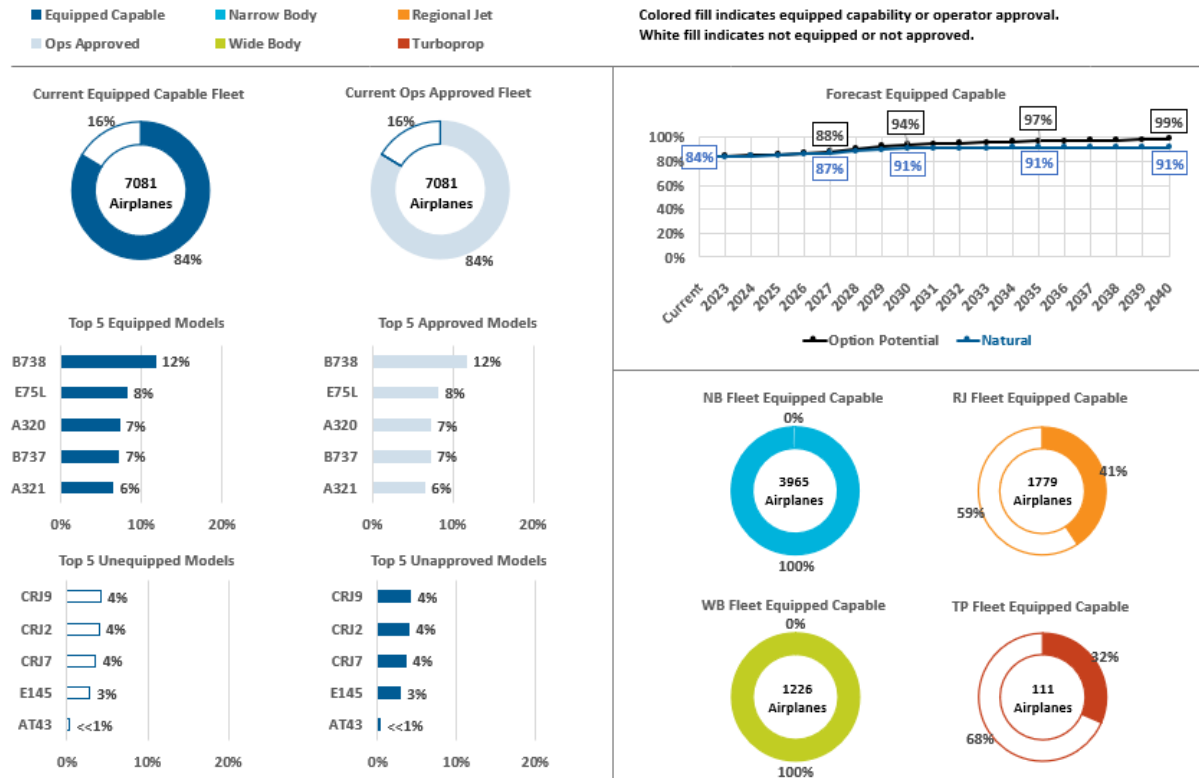 Equipped Capable
Narrow Body
Regional Jet
Ops Approved
Wide Body
Turboprop
Colored fill indicates equipped capability or operator approval.
White fill indicates not equipped or not approved.
Current Equipped Capable Fleet
16%
7081
Airplanes
84%
Current Ops Approved Fleet
16%
7081
Airplanes
84%
Forecast Equipped Capable
88%
94%
97%
99%
100%
80%
60%
40%
20%
0%
84%
87%
91%
91%
91%
Current
2023
2024
2025
2026
2027
2028
2029
2030
2031
2032
2033
2034
2035
2036
2037
2038
2039
2040
Option Potential
Natural
Top 5 Equipped Models
B738
12%
E75L
8%
A320
7%
B737
7%
A321
6%
0%
10%
20%
Top 5 Approved Models
B738
12%
E75L
8%
A320
7%
B737
7%
A321
6%
0%
10%
20%
Top 5 Unequipped Models
CRJ9
4%
CRJ2
4%
CRJ7
4%
E145
3%
AT43
<<1%
0%
10%
20%
Top 5 Unapproved Models
CRJ9
4%
CRJ2
4%
CRJ7
4%
E145
3%
AT43
<<1%
0%
10%
20%
NB Fleet Equipped Capable
0%
3965
Airplanes
100%
RJ Fleet Equipped Capable
41%
1779
Airplanes
59%
WB Fleet Equipped Capable
0%
1226
Airplanes
100%
TP Fleet Equipped Capable
32%
111
Airplanes
68%